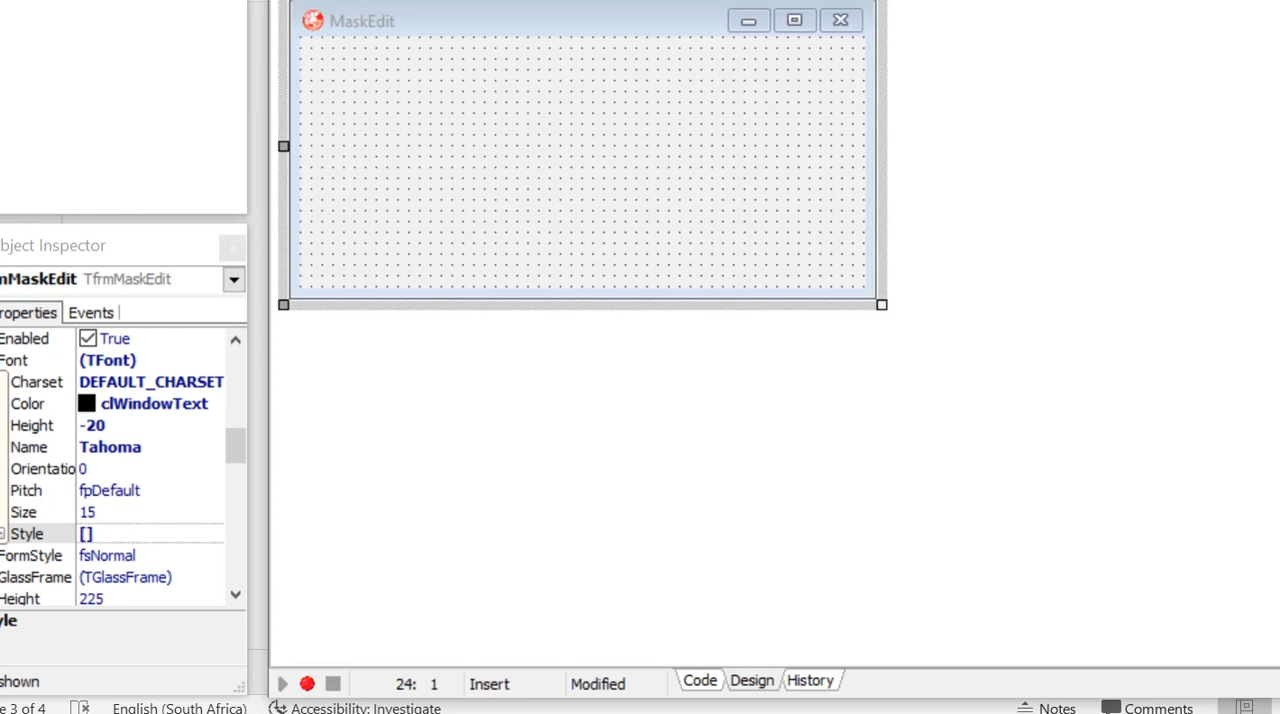 MaskEdit
bject Inspector
mMaskEdit TfrmMaskEdit
roperties Events
Enabled True
Font (TFont)
Charset DEFAULT_CHARSET
Color clWindowText
Height -20
Name Tahoma
Orientatio 0
Pitch fpDefault
Size 15
Style []
FormStyle fsNormal
GlassFrame (TGlassFrame)
Height 225
yle
shown
24: 1 Insert Modified Code Design History
e 3 of 4 English (South Africa) Accessibility: Investigate Notes Comments